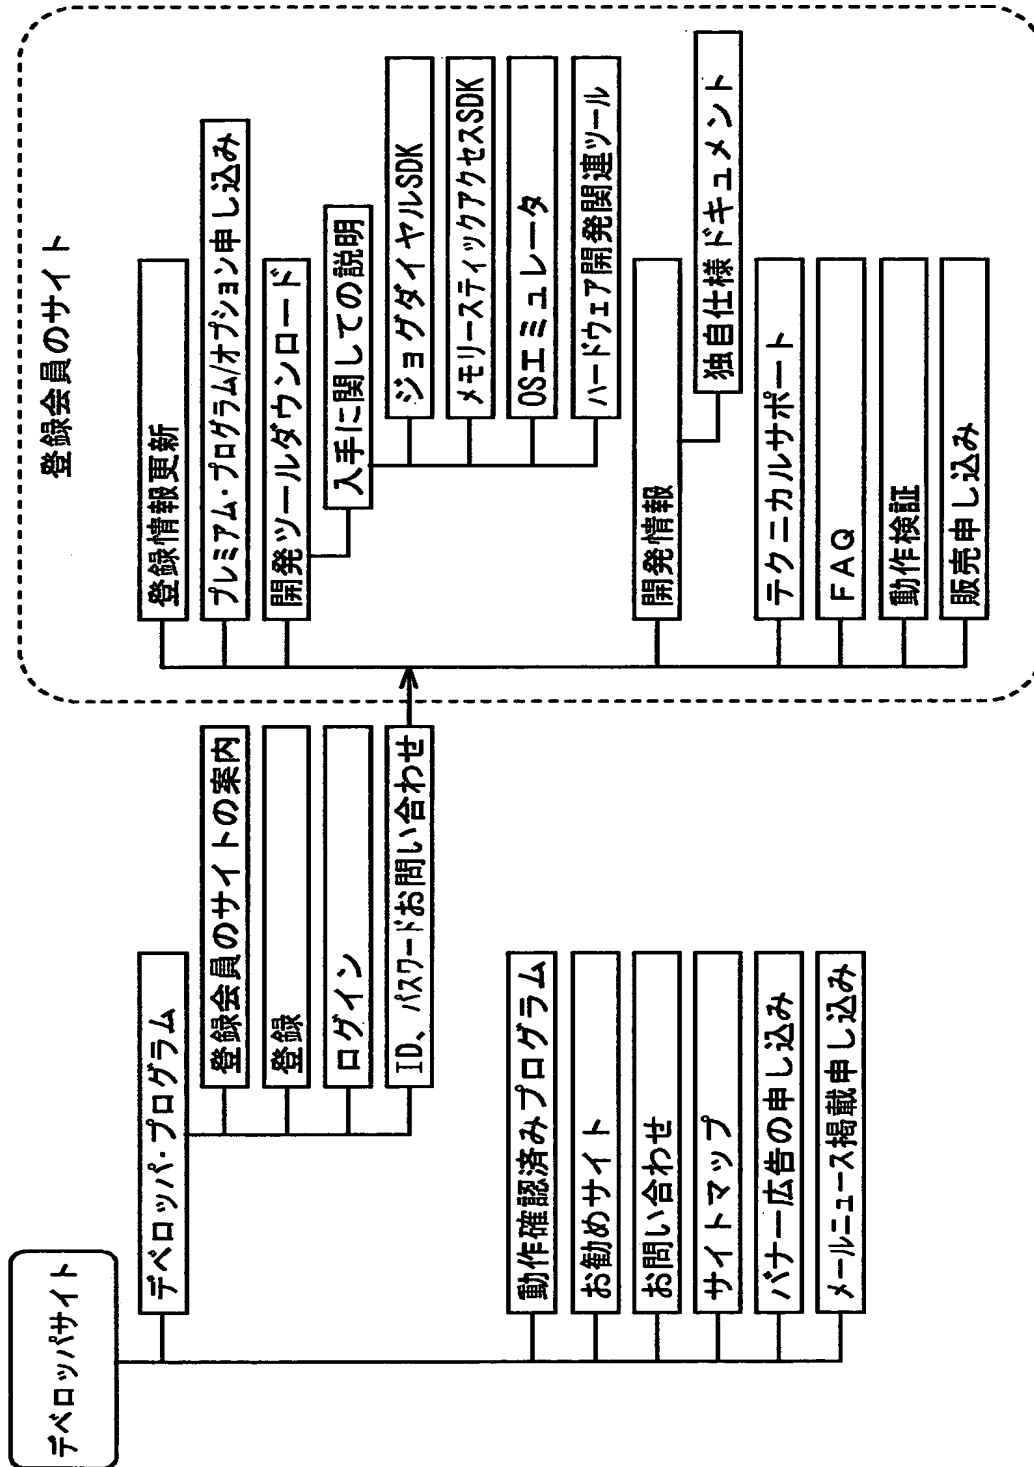 デベロッパサイト
デベロッパ・プログラム
登録会員のサイトの案内
登録
ログイン
ID、パスワードお問い合わせ
動作確認済みプログラム
お勧めサイト
お問い合わせ
サイトマップ
バナー広告の申し込み
メールニュース掲載申し込み
登録会員のサイト
登録情報更新
プレミアム・プログラム/オプション申し込み
開発ツールダウンロード
入手に関しての説明
ジョグダイヤルSDK
メモリースティックアクセスSDK
OSエミュレータ
ハードウェア開発関連ツール
開発情報
独自仕様ドキュメント
テクニカルサポート
FAQ
動作検証
販売申し込み